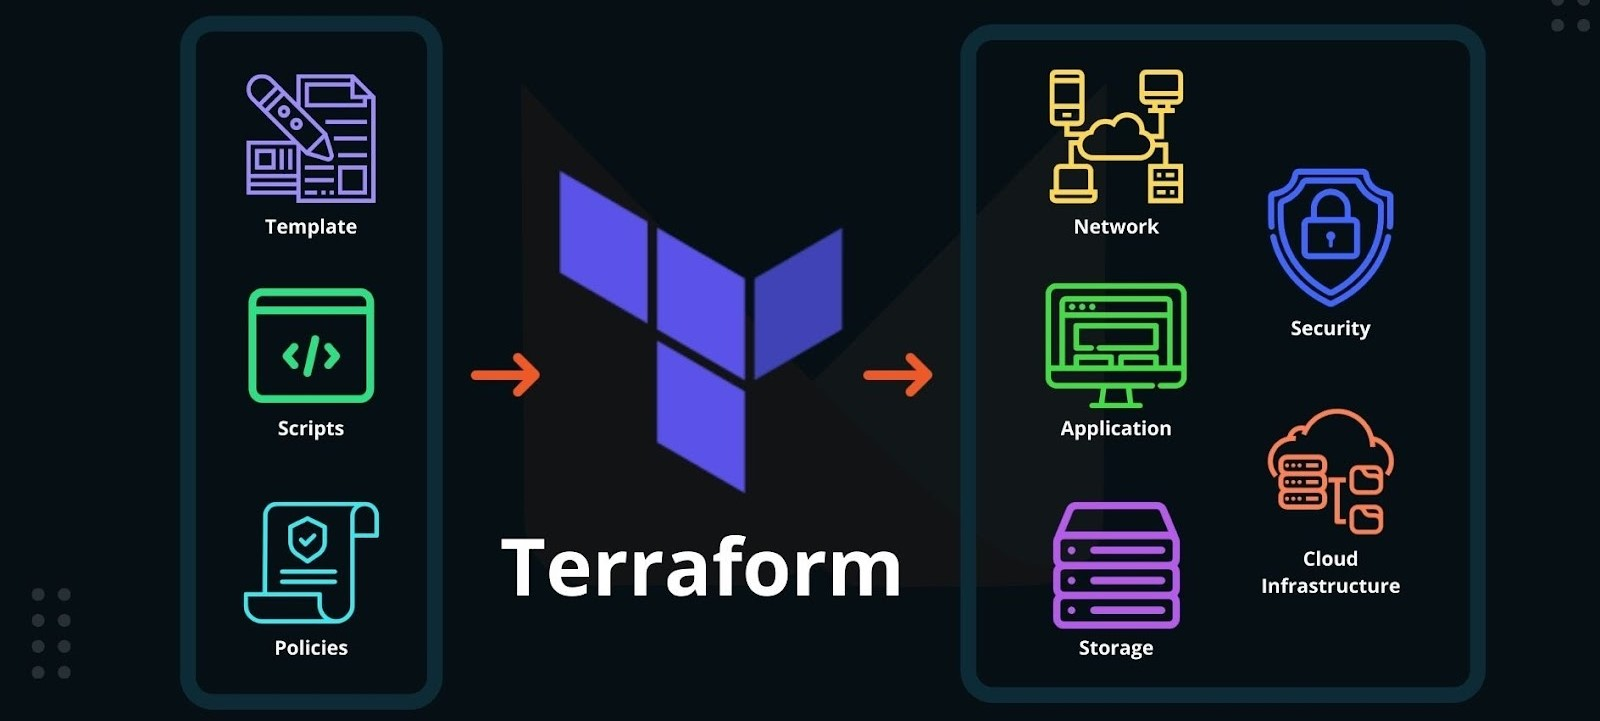 Template
Scripts
Policies
Terraform
Network
Application
Storage
Security
Cloud
Infrastructure